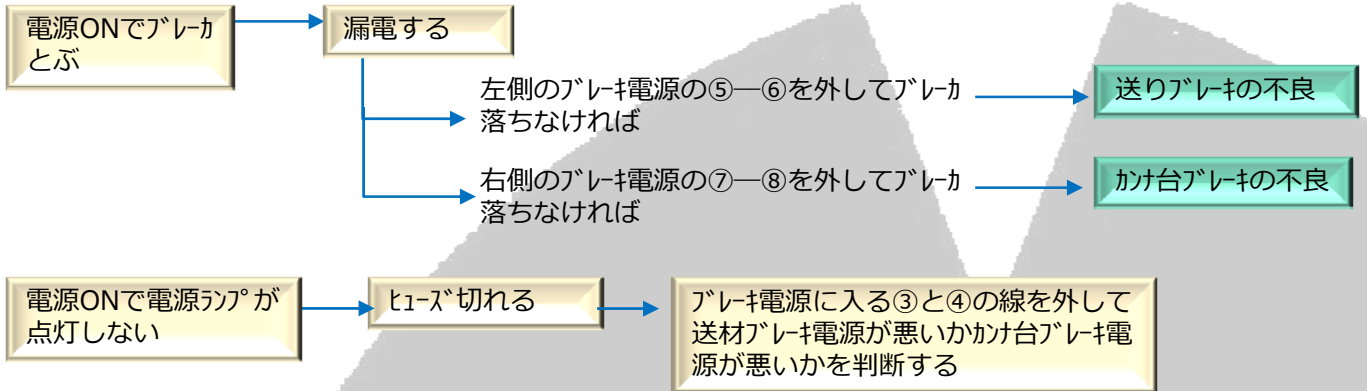 電源ONでﾌﾞﾚｰｶ
とぶ
漏電する
左側のﾌﾞﾚｰｷ電源の⑤―⑥を外してﾌﾞﾚｰｶ
落ちなければ
送りﾌﾞﾚｰｷの不良
右側のﾌﾞﾚｰｷ電源の⑦―⑧を外してﾌﾞﾚｰｶ
落ちなければ
ｶﾝﾅ台ﾌﾞﾚｰｷの不良
電源ONで電源ﾗﾝﾌﾟが
点灯しない
ﾋｭｰｽﾞ切れる
ﾌﾞﾚｰｷ電源に入る③と④の線を外して
送材ﾌﾞﾚｰｷ電源が悪いかｶﾝﾅ台ﾌﾞﾚｰｷ電
源が悪いかを判断する